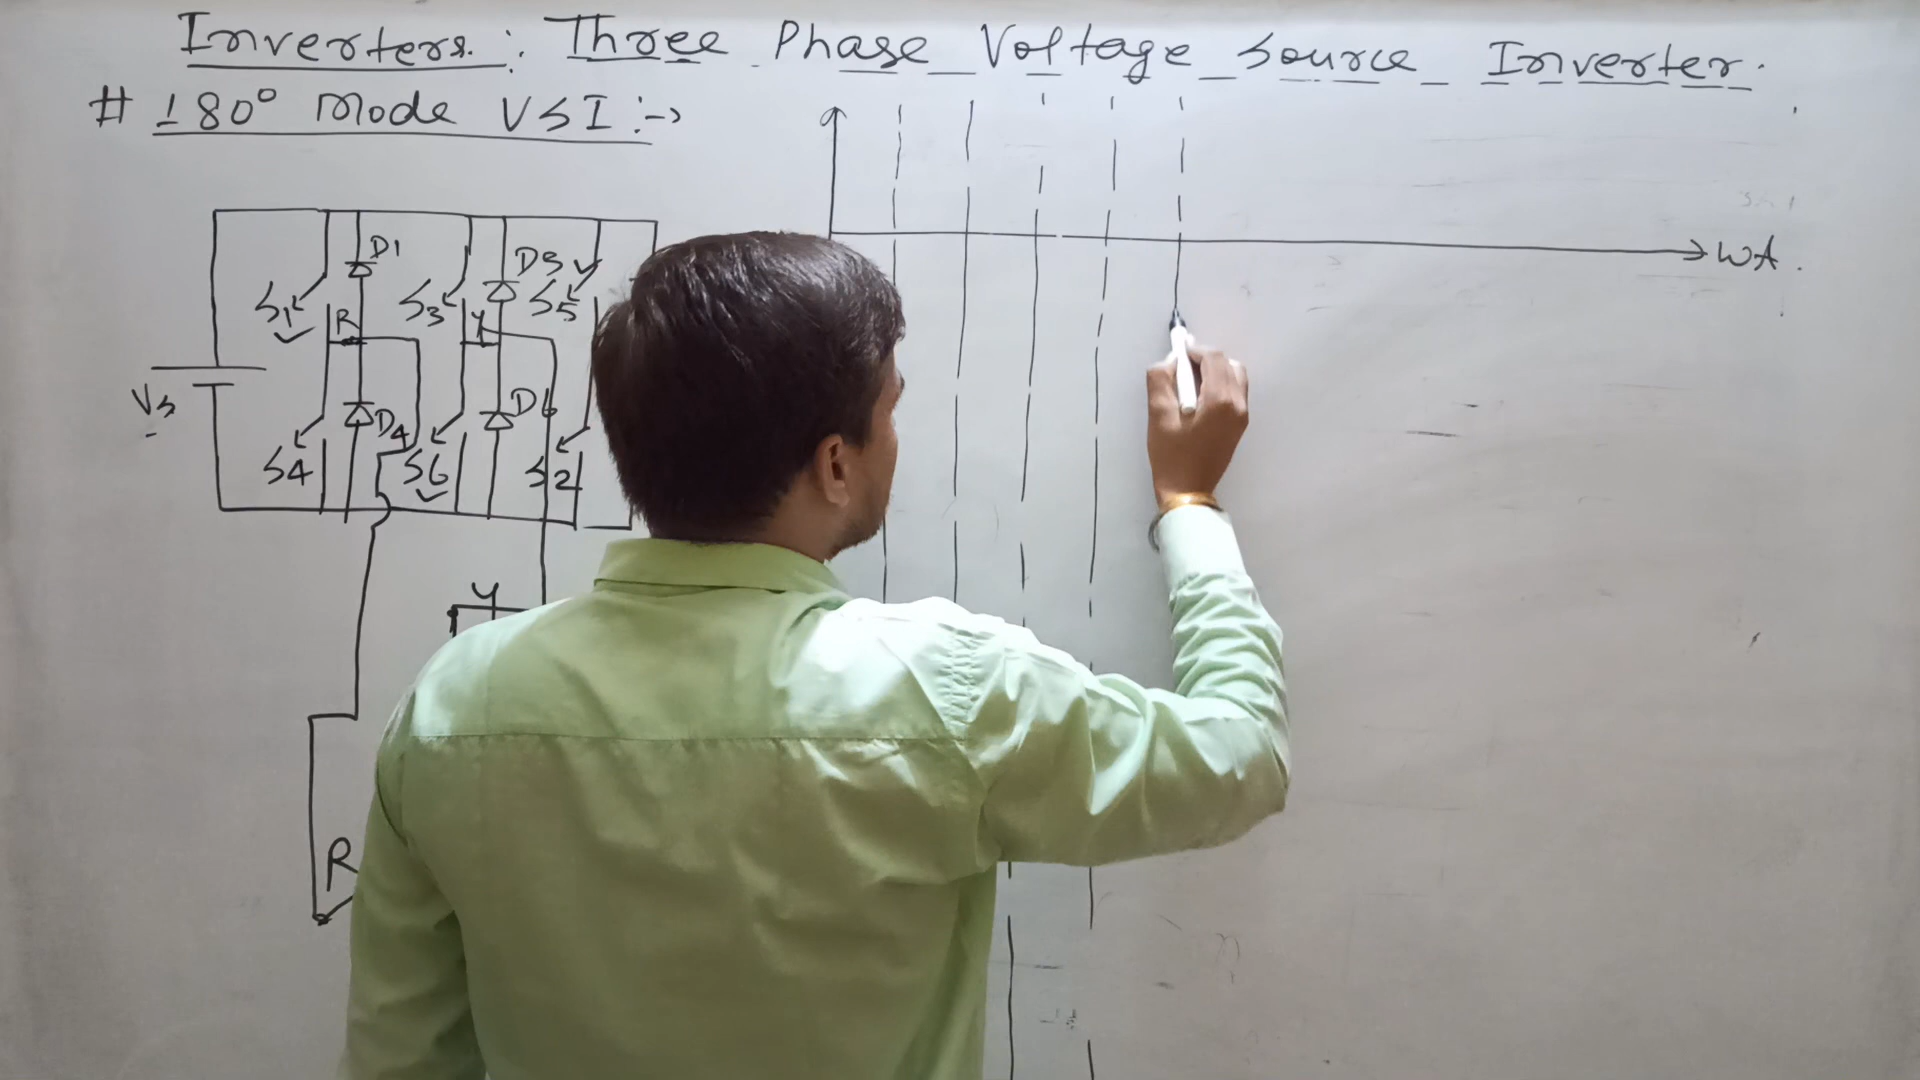 Inverters : Three Phase Voltage Source Inverter.
# 180° Mode VSI :->
D1
D3
S1
R
S3
Y
S5
ωt
Vs
D4
D6
S4
S6
S2
Y
R